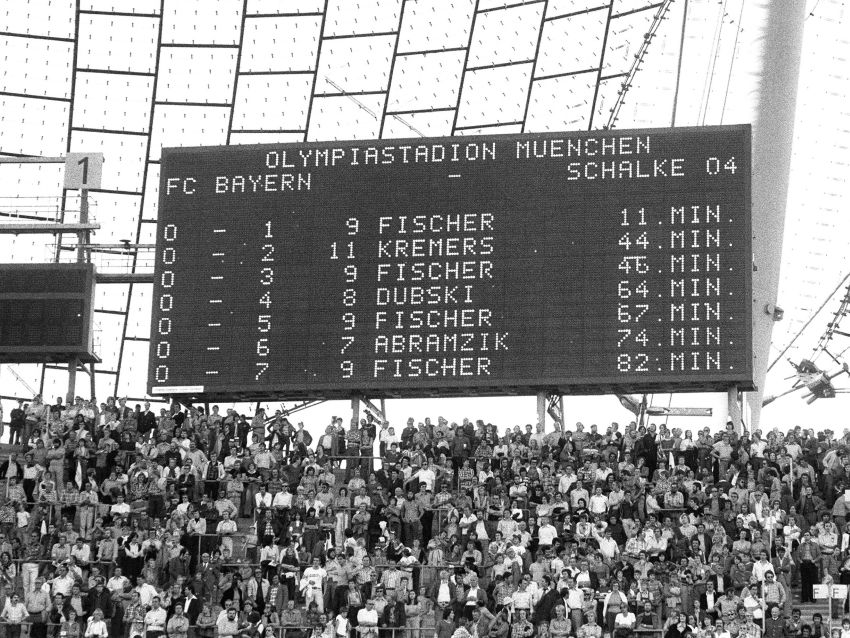 1
OLYMPIASTADION MUENCHEN
FC BAYERN - SCHALKE 04
0 - 1 9 FISCHER 11.MIN.
0 - 2 11 KREMERS 44.MIN.
0 - 3 9 FISCHER 46.MIN.
0 - 4 8 DUBSKI 64.MIN.
0 - 5 9 FISCHER 67.MIN.
0 - 6 7 ABRAMZIK 74.MIN.
0 - 7 9 FISCHER 82.MIN.
F F